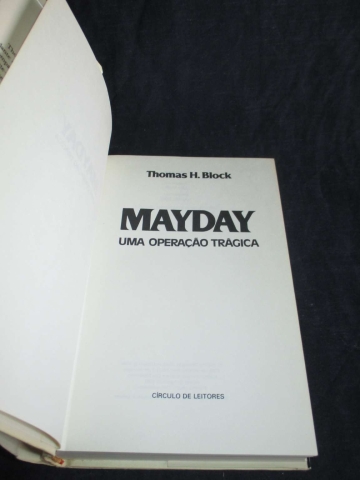 Thomas H. Block
MAYDAY
UMA OPERAÇÃO TRÁGICA
CÍRCULO DE LEITORES